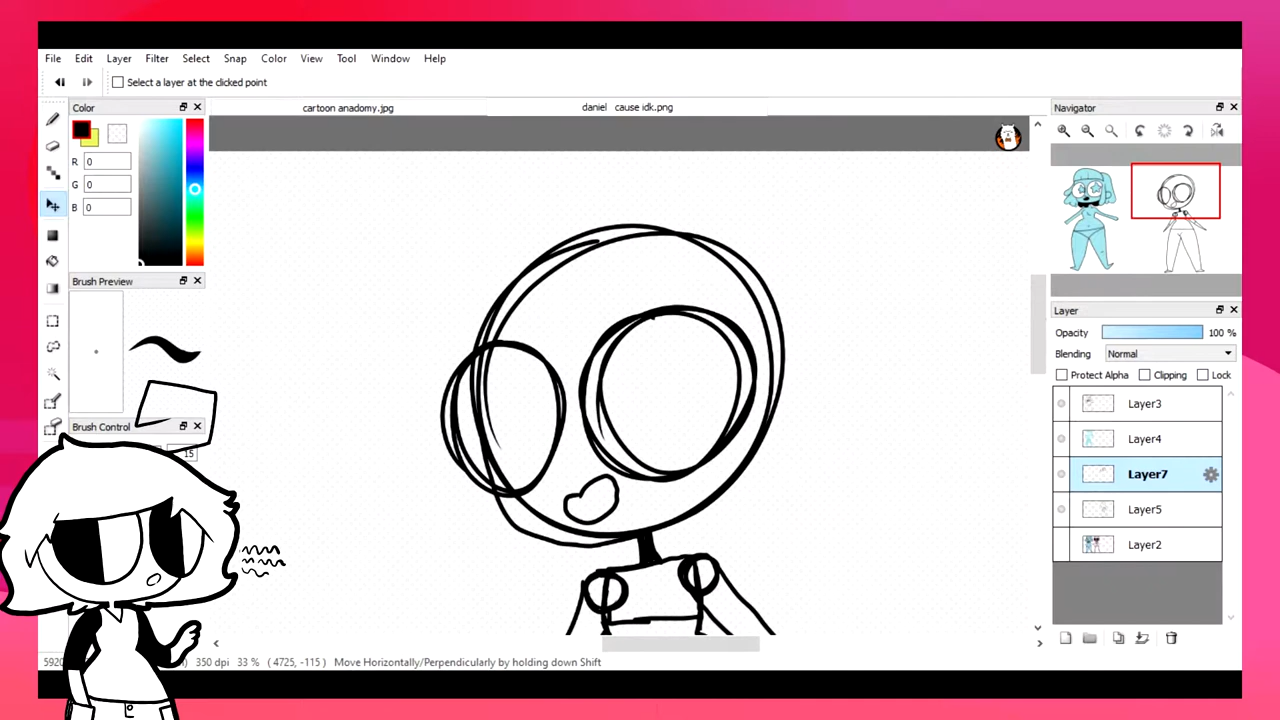 File Edit Layer Filter Select Snap Color View Tool Window Help
Select a layer at the clicked point
Color
cartoon anadomy.jpg
daniel cause idk.png
Navigator
R 0
G 0
B 0
Brush Preview
Layer
Opacity 100 %
Blending Normal
Protect Alpha Clipping Lock
Layer3
Layer4
Brush Control
15
Layer7
Layer5
Layer2
350 dpi 33 % ( 4725, -115 ) Move Horizontally/Perpendicularly by holding down Shift